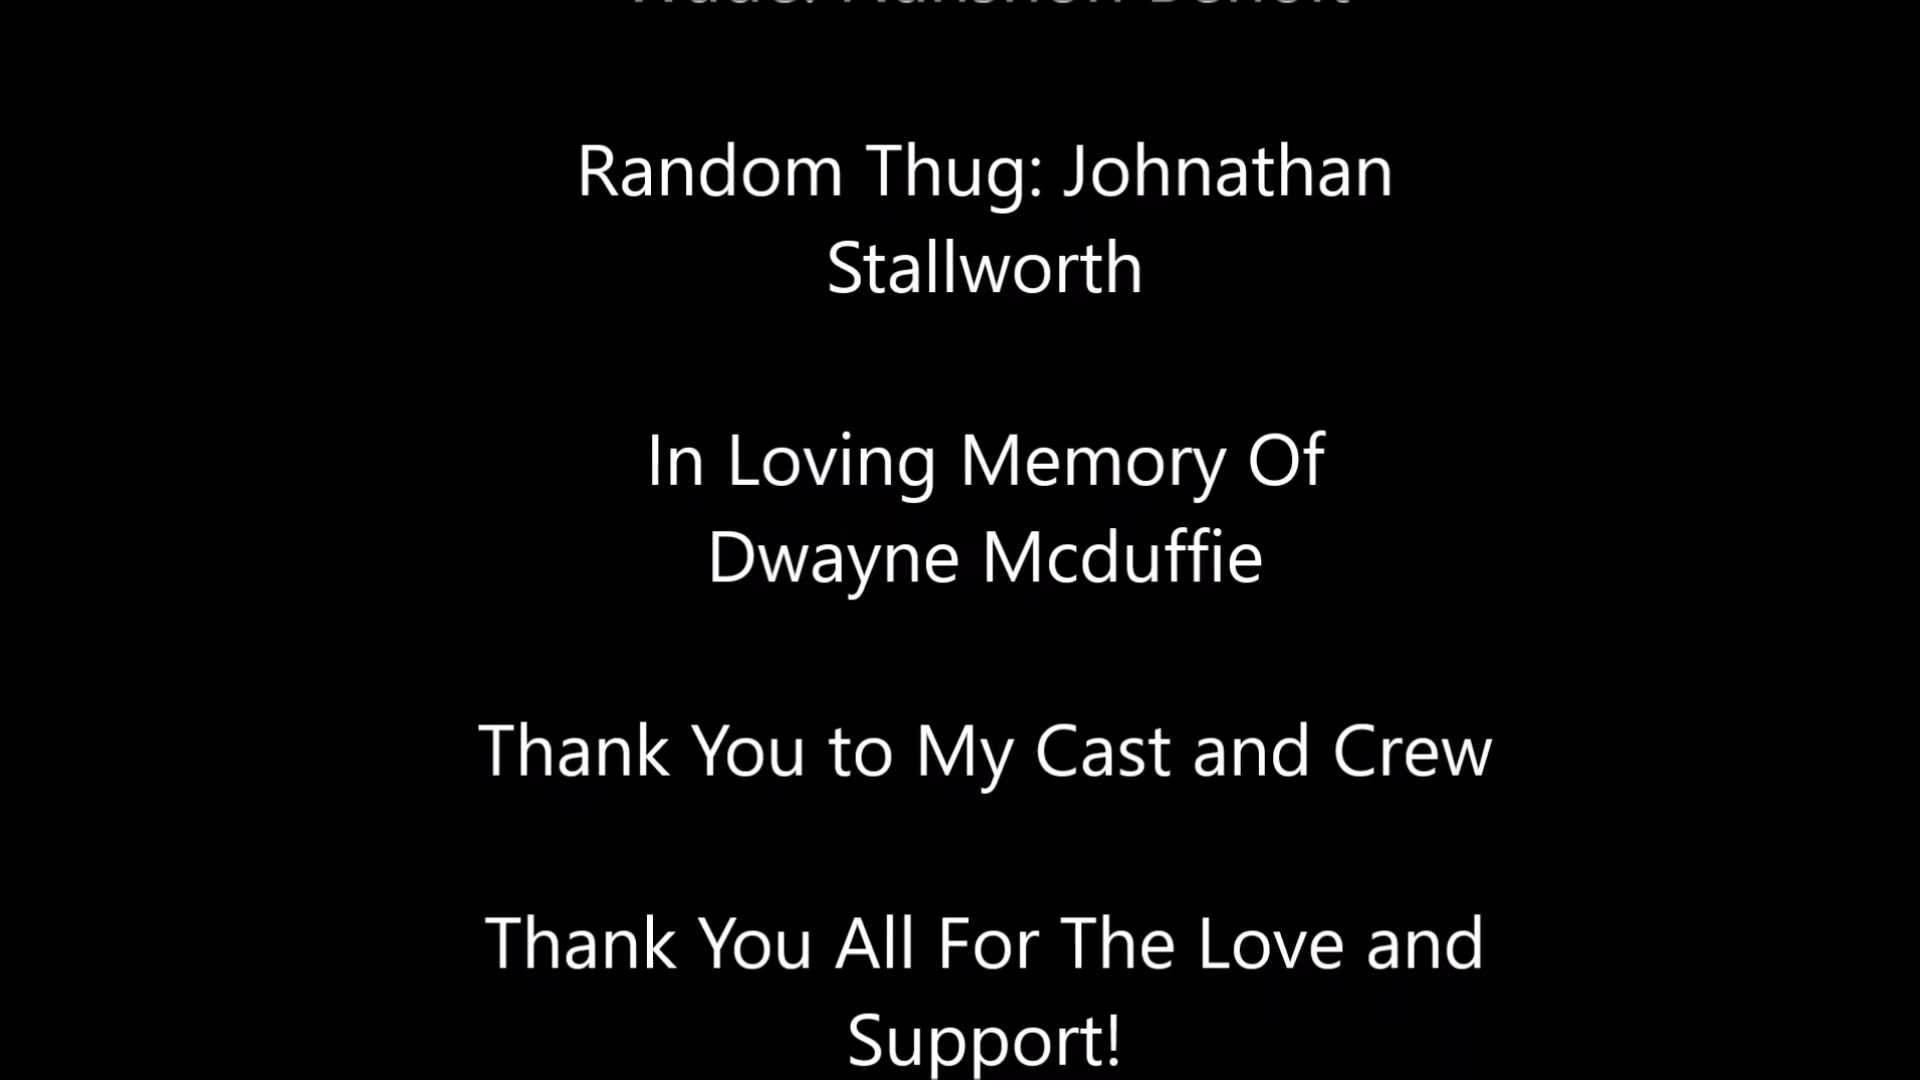 Random Thug: Johnathan
Stallworth
In Loving Memory Of
Dwayne Mcduffie
Thank You to My Cast and Crew
Thank You All For The Love and
Support!